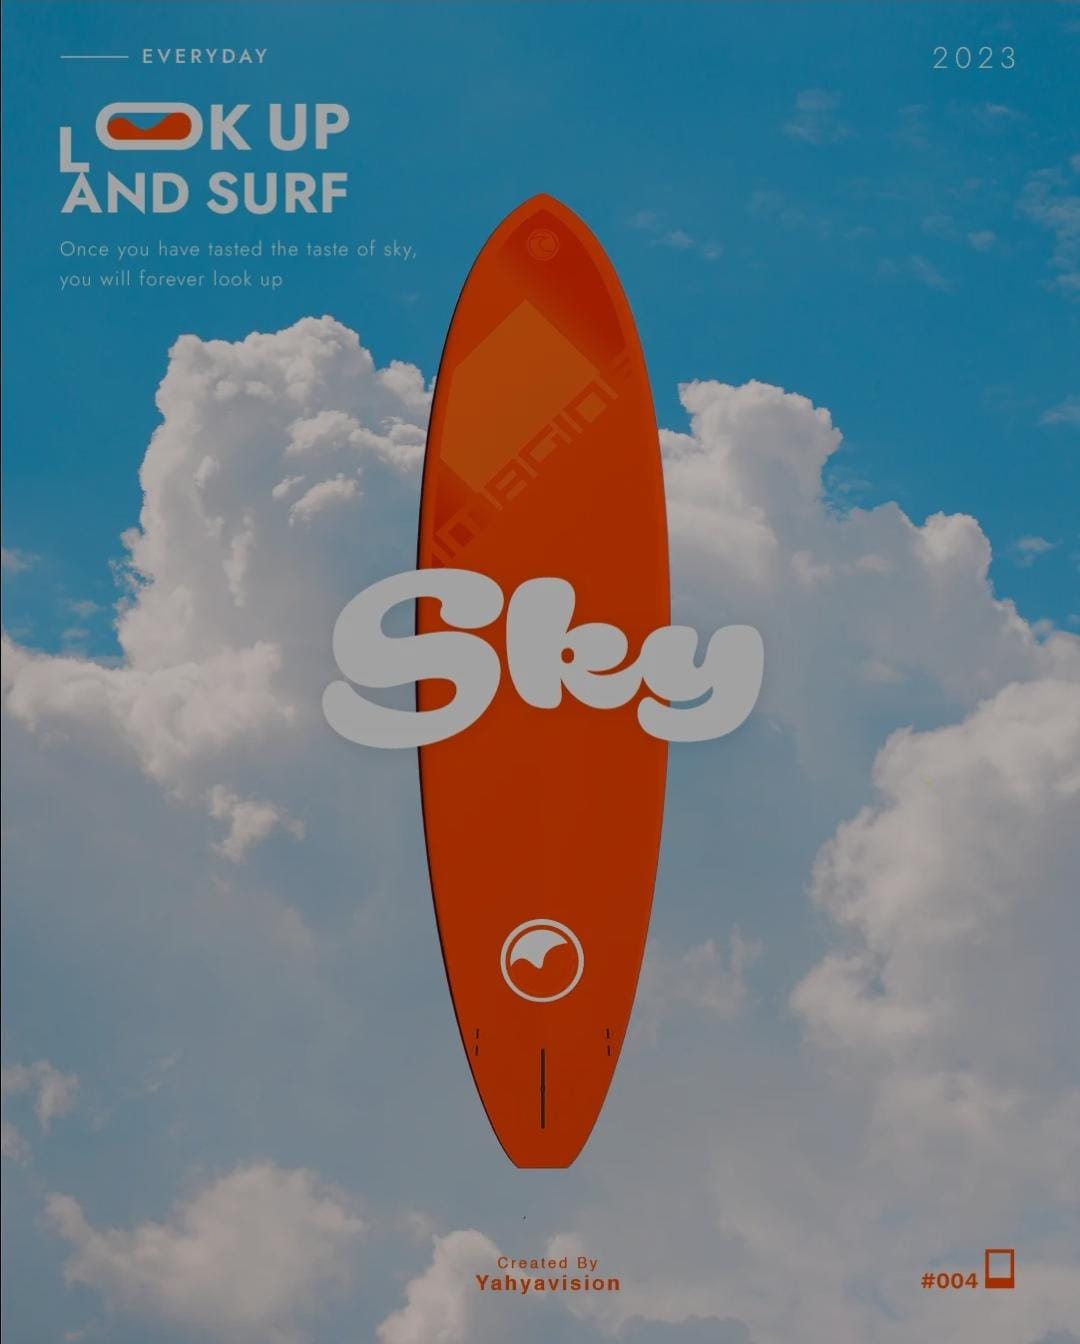 EVERYDAY
2023
LOOK UP
AND SURF
Once you have tasted the taste of sky,
you will forever look up
Sky
Created By
Yahyavision
#004